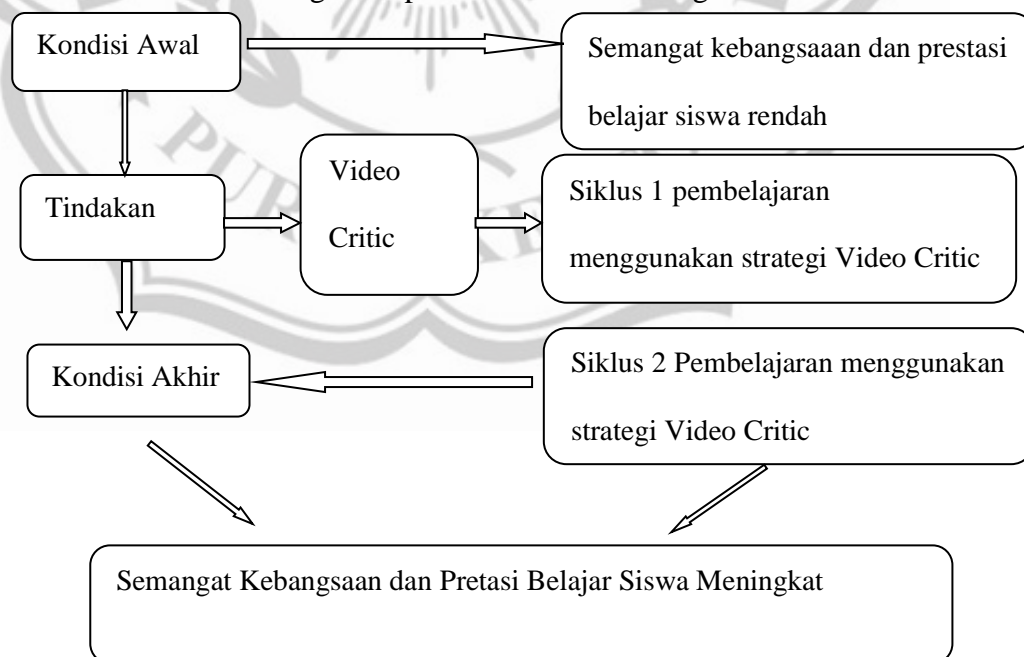 Kondisi Awal
Semangat kebangsaaan dan prestasi
belajar siswa rendah
Tindakan
Video
Critic
Siklus 1 pembelajaran
menggunakan strategi Video Critic
Kondisi Akhir
Siklus 2 Pembelajaran menggunakan
strategi Video Critic
Semangat Kebangsaan dan Pretasi Belajar Siswa Meningkat